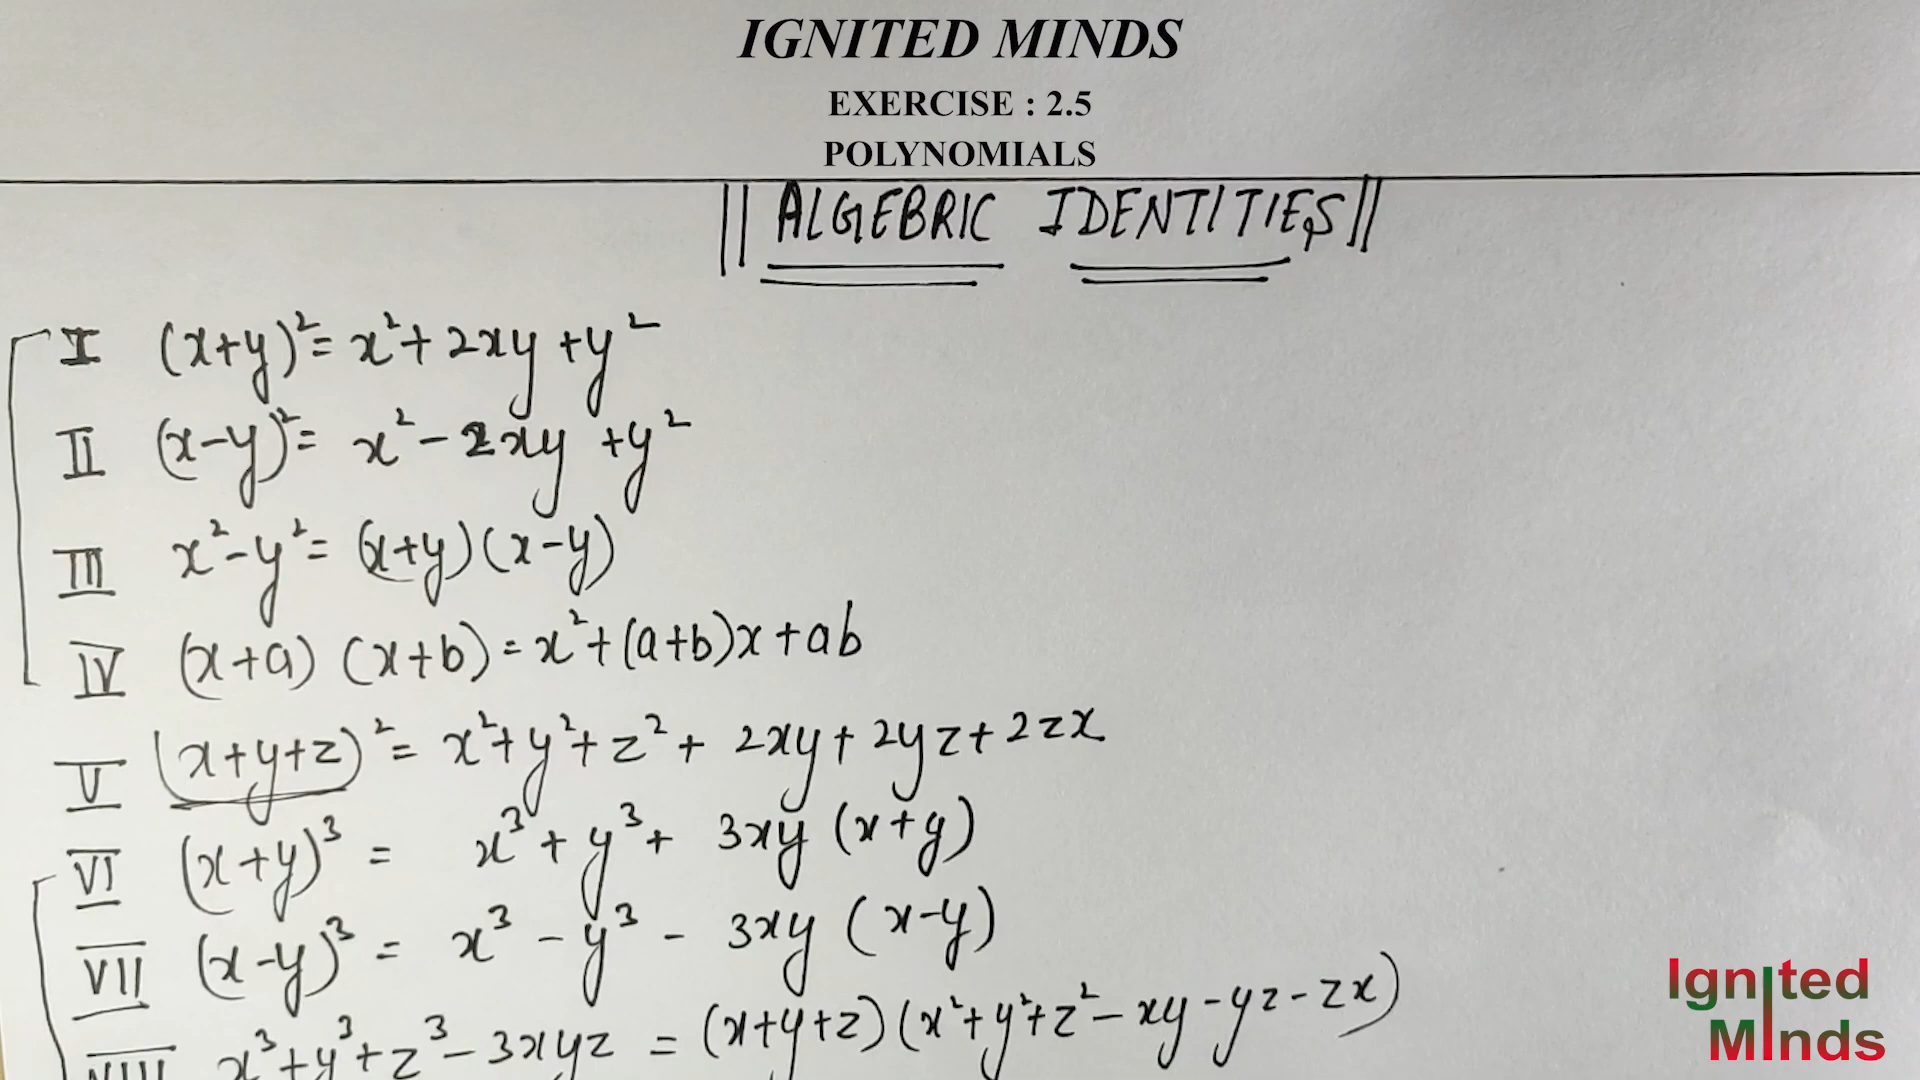 IGNITED MINDS
EXERCISE : 2.5
POLYNOMIALS
|| ALGEBRIC IDENTITIES ||
I (x+y)² = x² + 2xy + y²
II (x-y)² = x² - 2xy + y²
III x² - y² = (x+y)(x-y)
IV (x+a) (x+b) = x² + (a+b)x + ab
V (x+y+z)² = x² + y² + z² + 2xy + 2yz + 2zx
VI (x+y)³ = x³ + y³ + 3xy (x+y)
VII (x-y)³ = x³ - y³ - 3xy (x-y)
VIII x³ + y³ + z³ - 3xyz = (x+y+z)(x²+y²+z² - xy - yz - zx)
Ignited
Minds